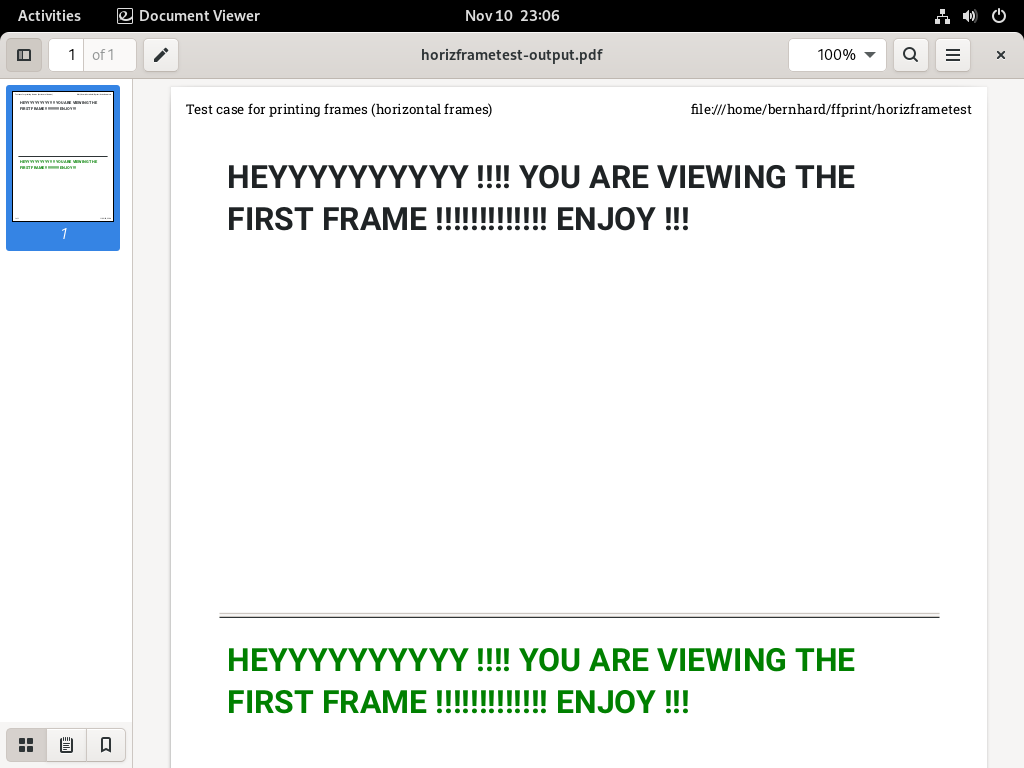 Activities
Document Viewer
Nov 10 23:06
1 of 1
horizframetest-output.pdf
100%
1
Test case for printing frames (horizontal frames)
file:///home/bernhard/ffprint/horizframetest
HEYYYYYYYYYY !!!! YOU ARE VIEWING THE
FIRST FRAME !!!!!!!!!!!!! ENJOY !!!
HEYYYYYYYYYY !!!! YOU ARE VIEWING THE
FIRST FRAME !!!!!!!!!!!!! ENJOY !!!